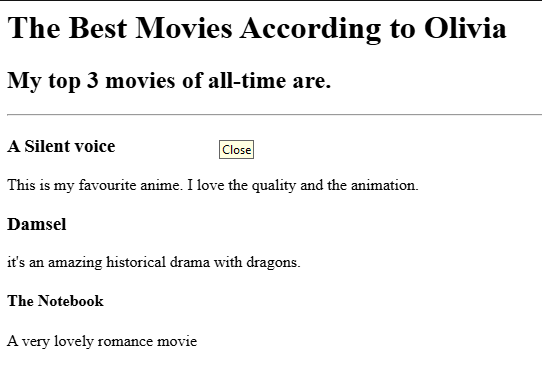 The Best Movies According to Olivia
My top 3 movies of all-time are.
A Silent voice
Close
This is my favourite anime. I love the quality and the animation.
Damsel
it's an amazing historical drama with dragons.
The Notebook
A very lovely romance movie